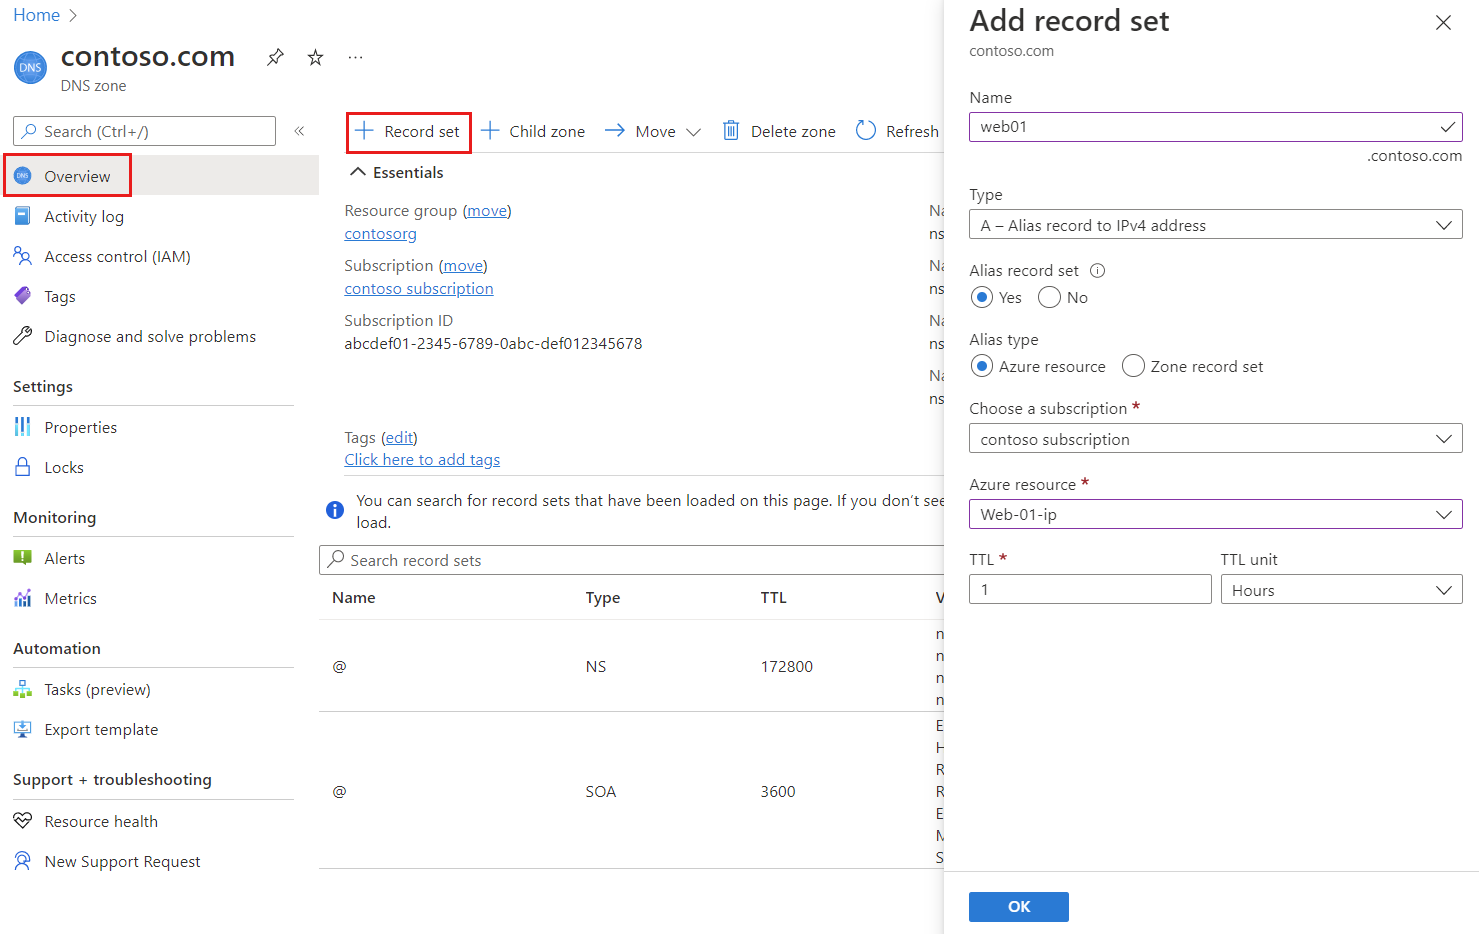 Home
contoso.com
DNS
DNS zone
Search (Ctrl+/)
Overview
Activity log
Access control (IAM)
Tags
Diagnose and solve problems
Settings
Properties
Locks
Monitoring
Alerts
Metrics
Automation
Tasks (preview)
Export template
Support + troubleshooting
Resource health
New Support Request
Record set
Child zone
Move
Delete zone
Refresh
Essentials
Resource group (move)
contosorg
Subscription (move)
contoso subscription
Subscription ID
abcdef01-2345-6789-0abc-def012345678
Na
ns
Na
ns
Na
ns
Na
ns
Tags (edit)
Click here to add tags
You can search for record sets that have been loaded on this page. If you don't see
load.
Search record sets
Name Type TTL V
@ NS 172800
n
n
n
n
@ SOA 3600
E
H
R
R
E
M
S
Add record set
contoso.com
Name
web01
.contoso.com
Type
A – Alias record to IPv4 address
Alias record set
Yes No
Alias type
Azure resource Zone record set
Choose a subscription *
contoso subscription
Azure resource *
Web-01-ip
TTL * TTL unit
1 Hours
OK